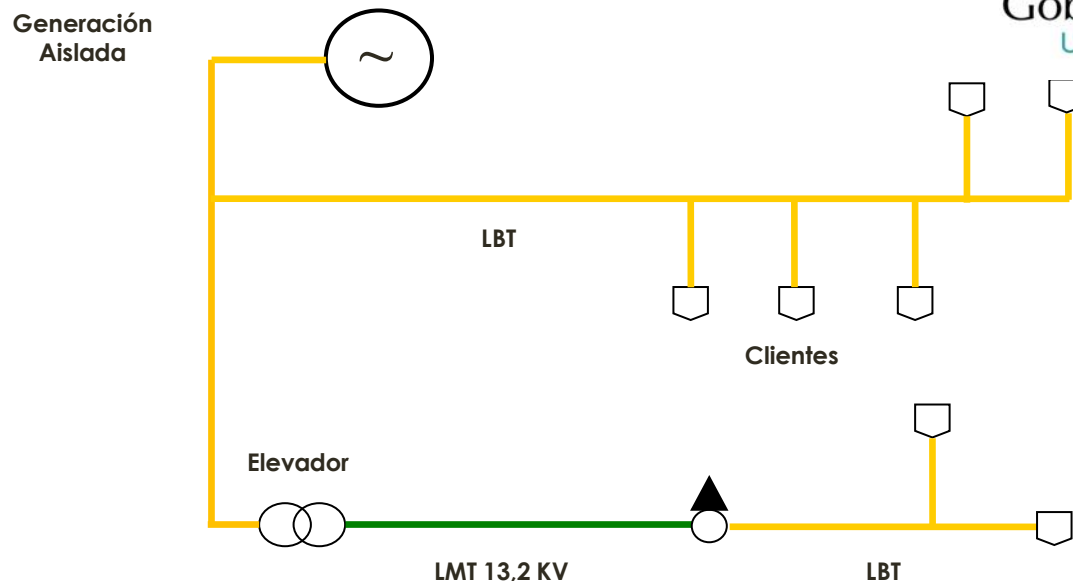 Generación
Aislada
~
LBT
Clientes
Elevador
LMT 13,2 KV
LBT